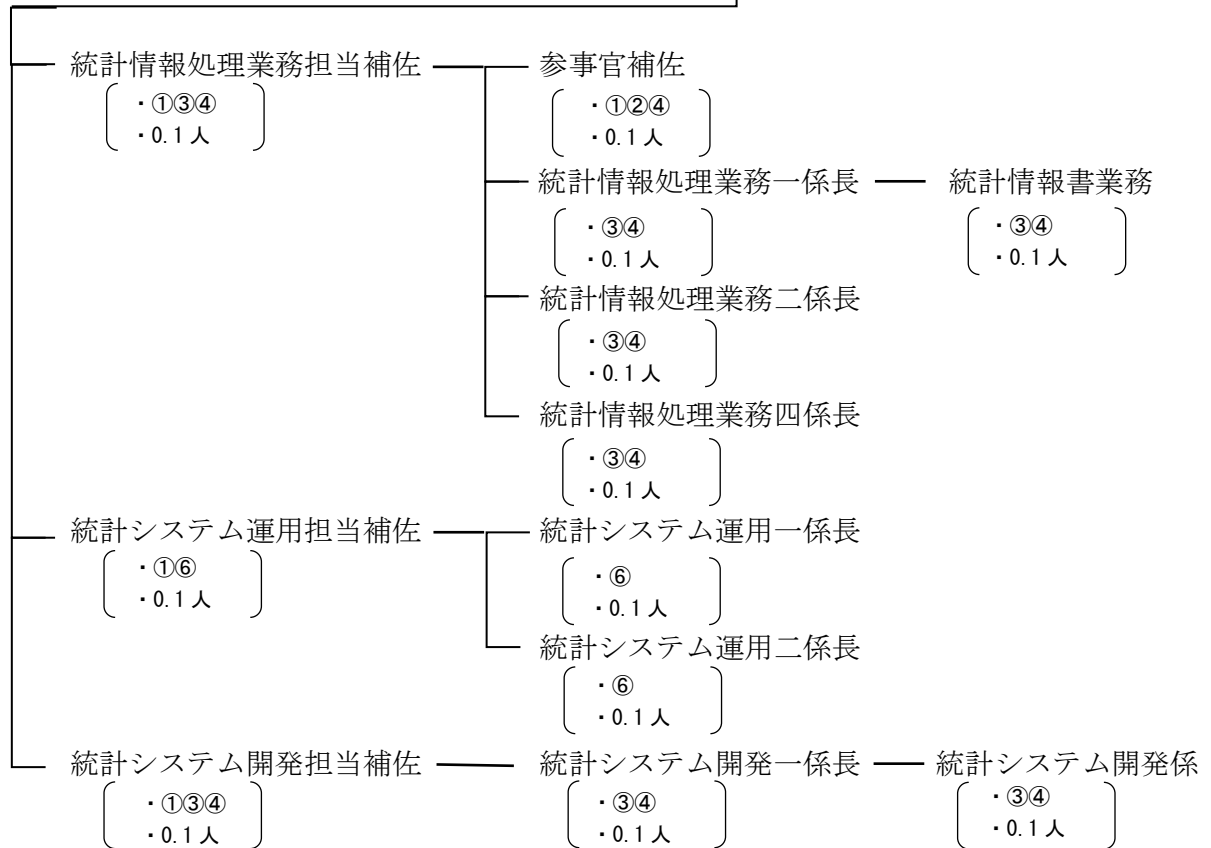 統計情報処理業務担当補佐 参事官補佐
・①③④ ・①②④
・0.1人 ・0.1人
統計情報処理業務一係長 統計情報書業務
・③④ ・③④
・0.1人 ・0.1人
統計情報処理業務二係長
・③④
・0.1人
統計情報処理業務四係長
・③④
・0.1人
統計システム運用担当補佐 統計システム運用一係長
・①⑥ ・⑥
・0.1人 ・0.1人
統計システム運用二係長
・⑥
・0.1人
統計システム開発担当補佐 統計システム開発一係長 統計システム開発係
・①③④ ・③④ ・③④
・0.1人 ・0.1人 ・0.1人